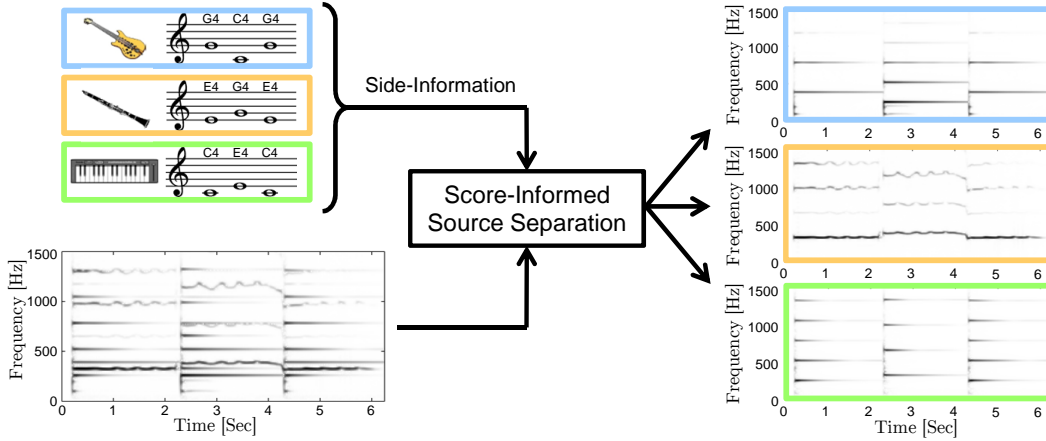 G4 C4 G4
E4 G4 E4
C4 E4 C4
Side-Information
Score-Informed
Source Separation
1500
1000
500
0
Frequency [Hz]
0 1 2 3 4 5 6
Time [Sec]
1500
1000
500
0
Frequency [Hz]
0 1 2 3 4 5 6
1500
1000
500
0
Frequency [Hz]
0 1 2 3 4 5 6
1500
1000
500
0
Frequency [Hz]
0 1 2 3 4 5 6
Time [Sec]